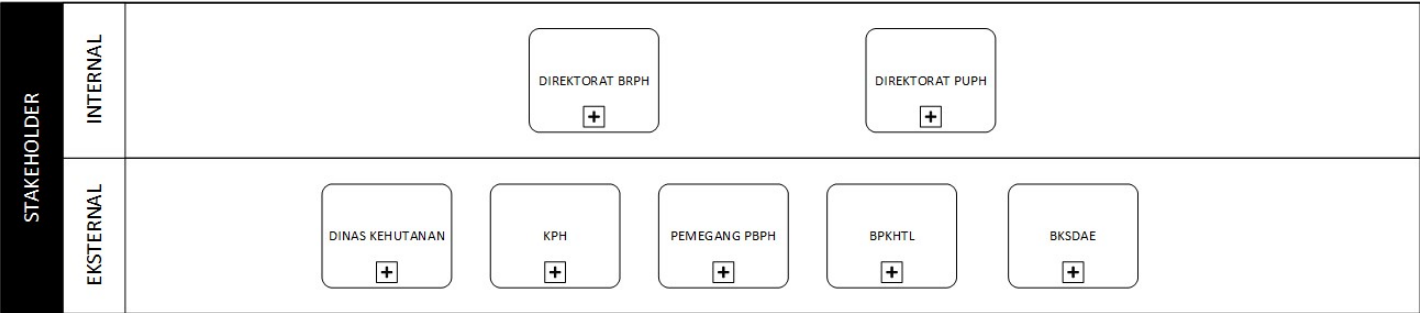 STAKEHOLDER
INTERNAL
DIREKTORAT BRPH
DIREKTORAT PUPH
EKSTERNAL
DINAS KEHUTANAN
KPH
PEMEGANG PBPH
BPKHTL
BKSDAE